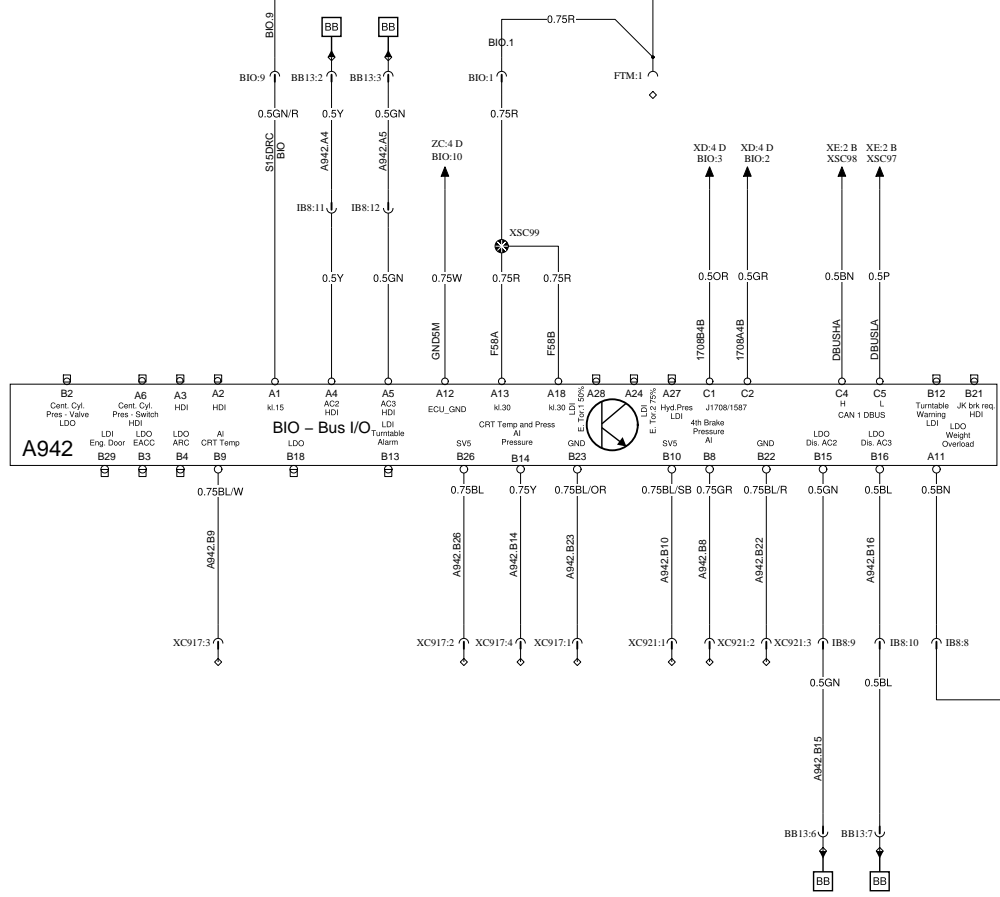 0.75R
BIO.9
BB
BB
BIO.1
BIO:9
BB13:2
BB13:3
BIO:1
FTM:1
0.5GN/R
0.5Y
0.5GN
0.75R
S15DRC
BIO
A942.A4
A942.A5
ZC:4 D
BIO:10
XD:4 D
BIO:3
XD:4 D
BIO:2
XE:2 B
XSC98
XE:2 B
XSC97
IB8:11
IB8:12
XSC99
0.5Y
0.5GN
0.75W
0.75R
0.75R
0.5OR
0.5GR
0.5BN
0.5P
GND5M
F58A
F58B
1708B4B
1708A4B
DBUSHA
DBUSLA
B2
A6
A3
A2
A1
A4
A5
A12
A13
A18
A28
A24
A27
C1
C2
C4
C5
B12
B21
Cent. Cyl.
Pres - Valve
LDO
Cent. Cyl.
Pres - Switch
HDI
HDI
HDI
kl.15
AC2
HDI
AC3
HDI
ECU_GND
kl.30
kl.30
LDI
E. Tor.1 50%
LDI
E. Tor.2 75%
Hyd.Pres
LDI
J1708/1587
H
L
CAN 1 DBUS
Turntable
Warning
LDI
JK brk req.
HDI
A942
BIO – Bus I/O
LDI
Eng. Door
LDO
EACC
LDO
ARC
AI
CRT Temp
LDO
LDI
Turntable
Alarm
SV5
CRT Temp and Press
AI
Pressure
GND
SV5
4th Brake
Pressure
AI
GND
LDO
Dis. AC2
LDO
Dis. AC3
LDO
Weight
Overload
B29
B3
B4
B9
B18
B13
B26
B14
B23
B10
B8
B22
B15
B16
A11
0.75BL/W
0.75BL
0.75Y
0.75BL/OR
0.75BL/SB
0.75GR
0.75BL/R
0.5GN
0.5BL
0.5BN
A942.B9
A942.B26
A942.B14
A942.B23
A942.B10
A942.B8
A942.B22
A942.B16
XC917:3
XC917:2
XC917:4
XC917:1
XC921:1
XC921:2
XC921:3
IB8:9
IB8:10
IB8:8
0.5GN
0.5BL
A942.B15
BB13:6
BB13:7
BB
BB